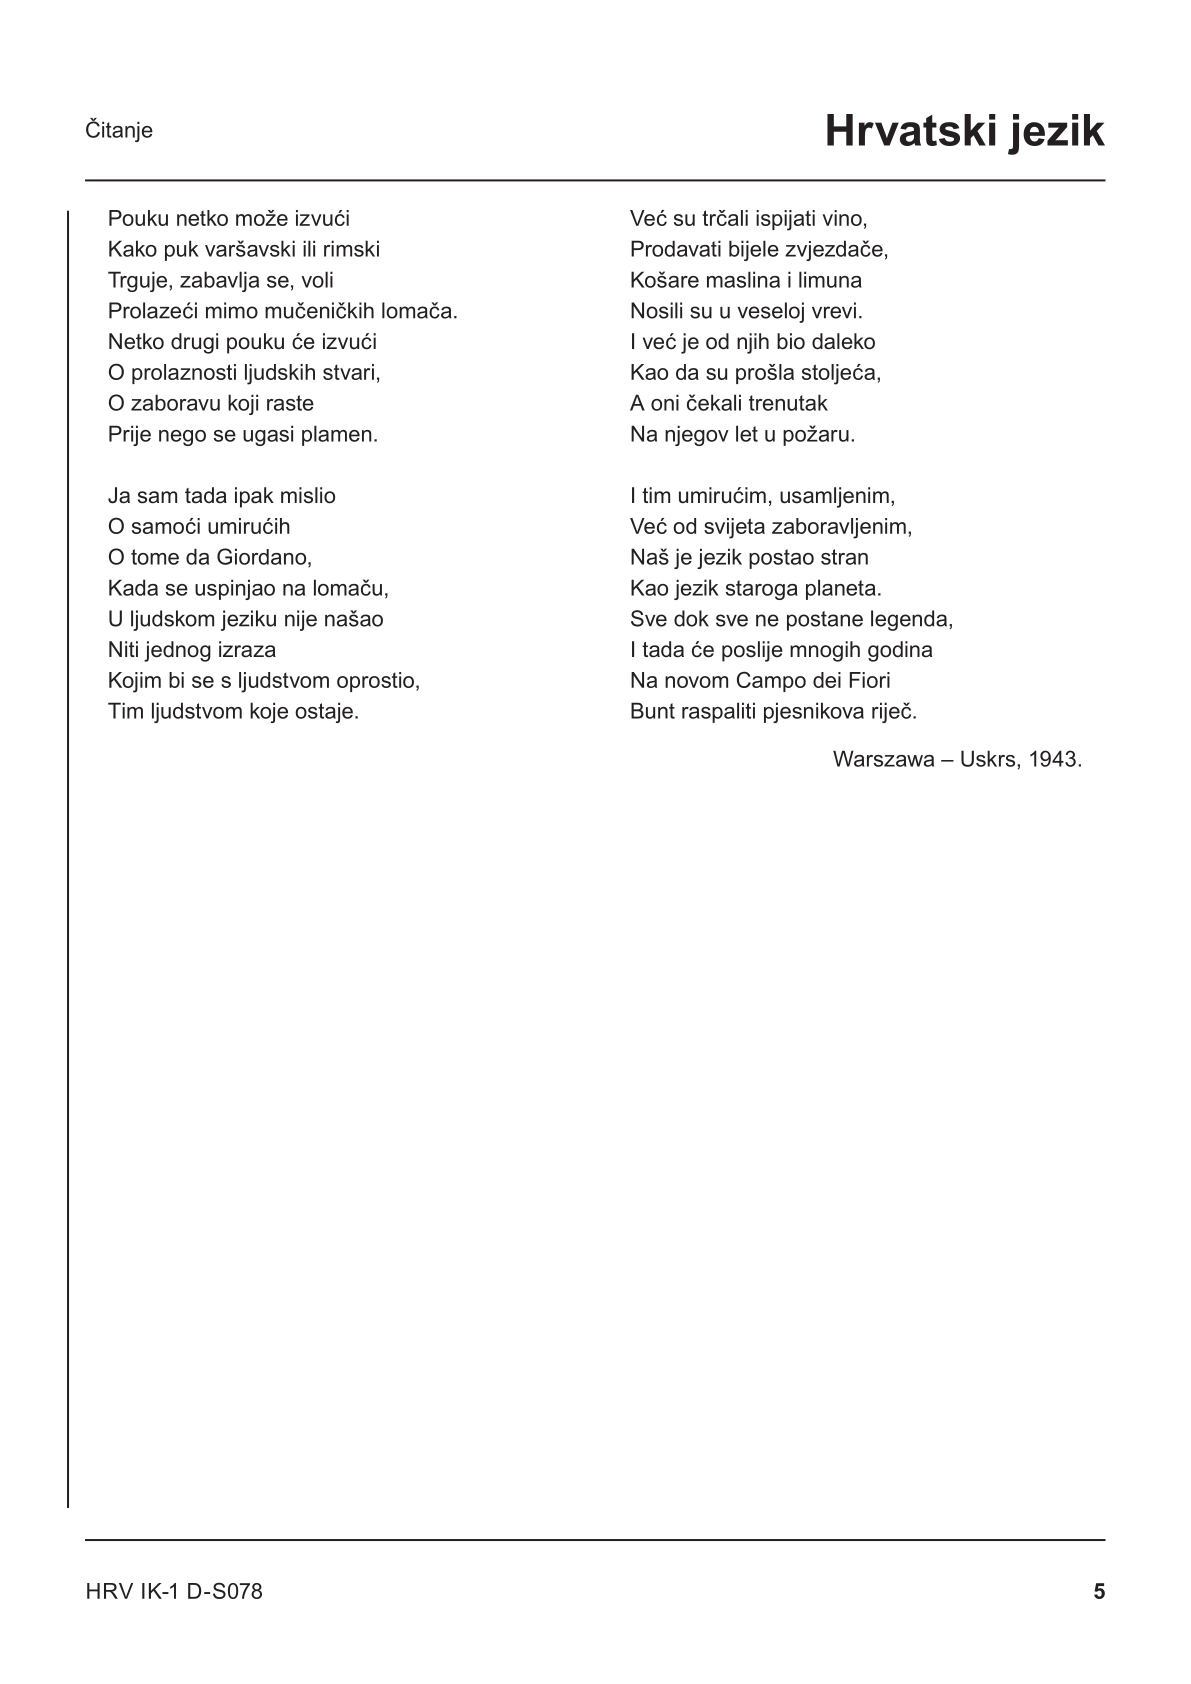 Čitanje
Hrvatski jezik
Pouku netko može izvući
Kako puk varšavski ili rimski
Trguje, zabavlja se, voli
Prolazeći mimo mučeničkih lomača.
Netko drugi pouku će izvući
O prolaznosti ljudskih stvari,
O zaboravu koji raste
Prije nego se ugasi plamen.
Ja sam tada ipak mislio
O samoći umirućih
O tome da Giordano,
Kada se uspinjao na lomaču,
U ljudskom jeziku nije našao
Niti jednog izraza
Kojim bi se s ljudstvom oprostio,
Tim ljudstvom koje ostaje.
Već su trčali ispijati vino,
Prodavati bijele zvjezdače,
Košare maslina i limuna
Nosili su u veseloj vrevi.
I već je od njih bio daleko
Kao da su prošla stoljeća,
A oni čekali trenutak
Na njegov let u požaru.
I tim umirućim, usamljenim,
Već od svijeta zaboravljenim,
Naš je jezik postao stran
Kao jezik staroga planeta.
Sve dok sve ne postane legenda,
I tada će poslije mnogih godina
Na novom Campo dei Fiori
Bunt raspaliti pjesnikova riječ.
Warszawa – Uskrs, 1943.
HRV IK-1 D-S078
5